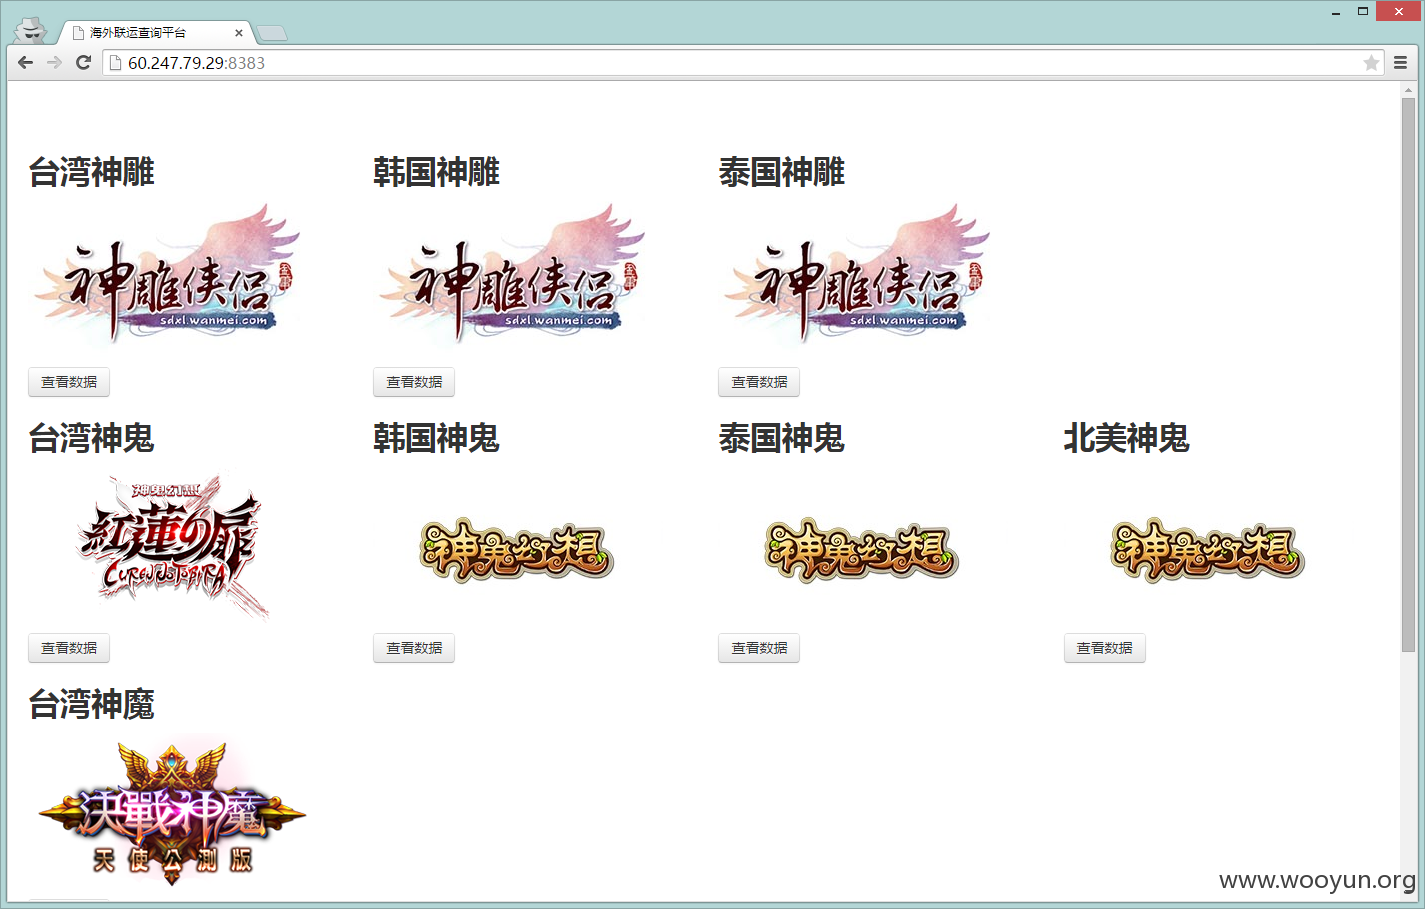 海外联运查询平台
60.247.79.29:8383
台湾神雕 韩国神雕 泰国神雕
神雕侠侣 神雕侠侣 神雕侠侣
sdxl.wanmei.com sdxl.wanmei.com sdxl.wanmei.com
查看数据 查看数据 查看数据
台湾神鬼 韩国神鬼 泰国神鬼 北美神鬼
神鬼幻想
紅蓮の扉 神鬼幻想 神鬼幻想 神鬼幻想
查看数据 查看数据 查看数据 查看数据
台湾神魔
決戰神魔
天使公測版
www.wooyun.org